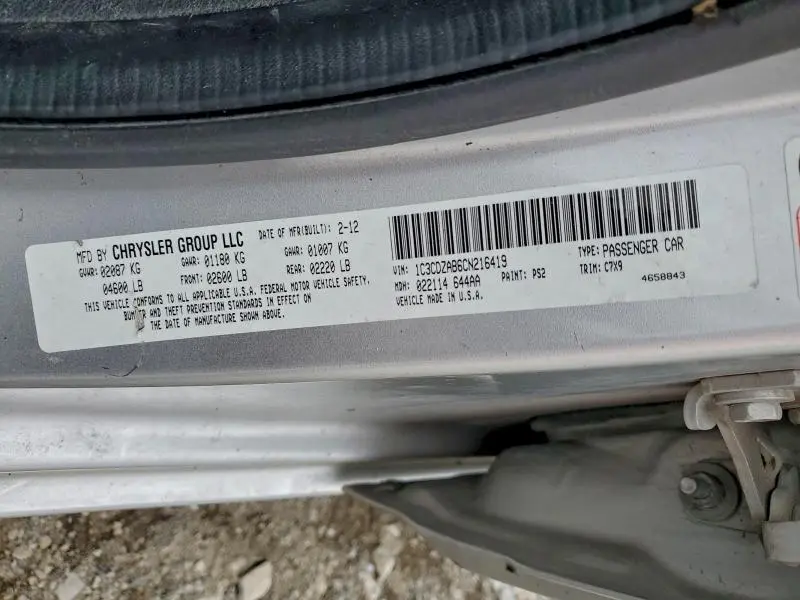 MFD BY CHRYSLER GROUP LLC DATE OF MFR(BUILT): 2-12
GVWR: 02087 KG GAWR: 01180 KG GAWR: 01007 KG
04600 LB FRONT: 02600 LB REAR: 02220 LB
THIS VEHICLE CONFORMS TO ALL APPLICABLE U.S.A. FEDERAL MOTOR VEHICLE SAFETY,
BUMPER AND THEFT PREVENTION STANDARDS IN EFFECT ON
THE DATE OF MANUFACTURE SHOWN ABOVE.
VIN: 1C3CDZAB6CN216419 TYPE: PASSENGER CAR
MDH: 022114 644AA PAINT: PS2 TRIM: C7X9
VEHICLE MADE IN U.S.A. 4658843